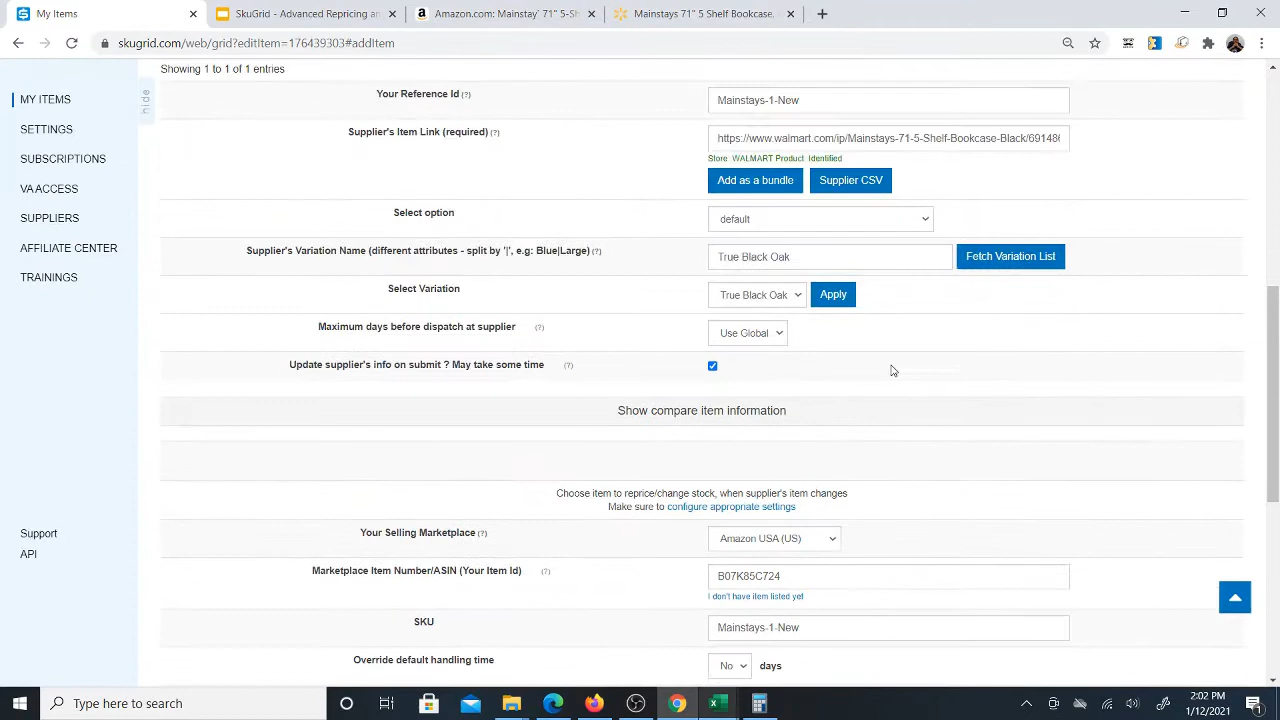 My Items
SkuGrid - Advanced Repricing an
Amazon.com: Mainstay` 71" 5-Sh
Mainstays 71" 5 Shelf Bookcase,
skugrid.com/web/grid?editItem=176439303#addItem
Showing 1 to 1 of 1 entries
hide
MY ITEMS
SETTINGS
SUBSCRIPTIONS
VA ACCESS
SUPPLIERS
AFFILIATE CENTER
TRAININGS
Support
API
Your Reference Id (?)
Mainstays-1-New
Supplier's Item Link (required) (?)
https://www.walmart.com/ip/Mainstays-71-5-Shelf-Bookcase-Black/69148
Store WALMART Product Identified
Add as a bundle
Supplier CSV
Select option
default
Supplier's Variation Name (different attributes - split by '|', e.g: Blue|Large) (?)
True Black Oak
Fetch Variation List
Select Variation
True Black Oak
Apply
Maximum days before dispatch at supplier (?)
Use Global
Update supplier's info on submit ? May take some time (?)
Show compare item information
Choose item to reprice/change stock, when supplier's item changes
Make sure to configure appropriate settings
Your Selling Marketplace (?)
Amazon USA (US)
Marketplace Item Number/ASIN (Your Item Id) (?)
B07K85C724
I don't have item listed yet
SKU
Mainstays-1-New
Override default handling time
No days
Type here to search
2:02 PM
1/12/2021